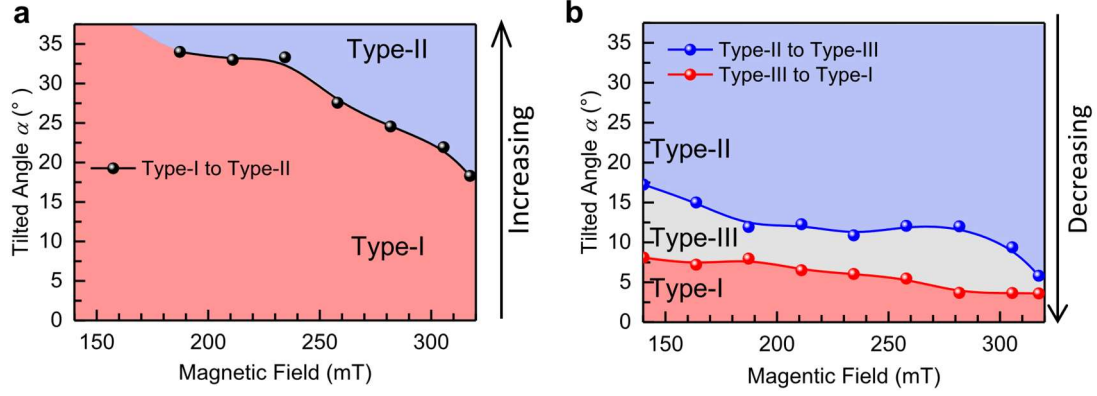 a
35
30
25
20
15
10
5
0
Tilted Angle α (°)
Type-II
Type-I to Type-II
Type-I
150 200 250 300
Magnetic Field (mT)
Increasing
b
35
30
25
20
15
10
5
0
Tilted Angle α (°)
Type-II to Type-III
Type-III to Type-I
Type-II
Type-III
Type-I
150 200 250 300
Magentic Field (mT)
Decreasing